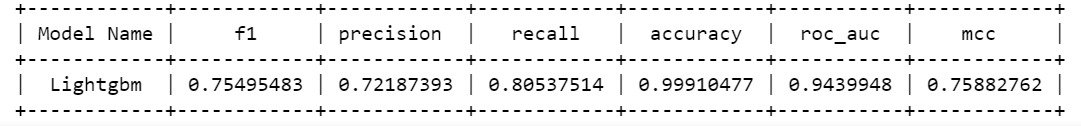 +------------+------------+------------+------------+------------+-----------+------------+
| Model Name |     f1     | precision  |   recall   |  accuracy  |  roc_auc  |    mcc     |
+------------+------------+------------+------------+------------+-----------+------------+
|  Lightgbm  | 0.75495483 | 0.72187393 | 0.80537514 | 0.99910477 | 0.9439948 | 0.75882762 |
+------------+------------+------------+------------+------------+-----------+------------+